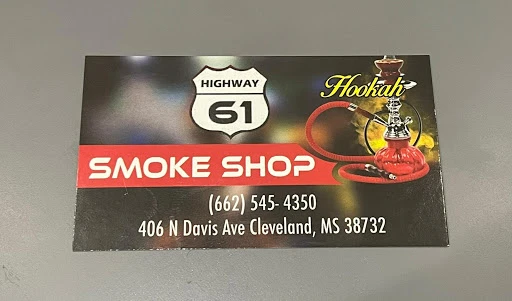 HIGHWAY
61
Hookah
SMOKE SHOP
(662) 545- 4350
406 N Davis Ave Cleveland, MS 38732